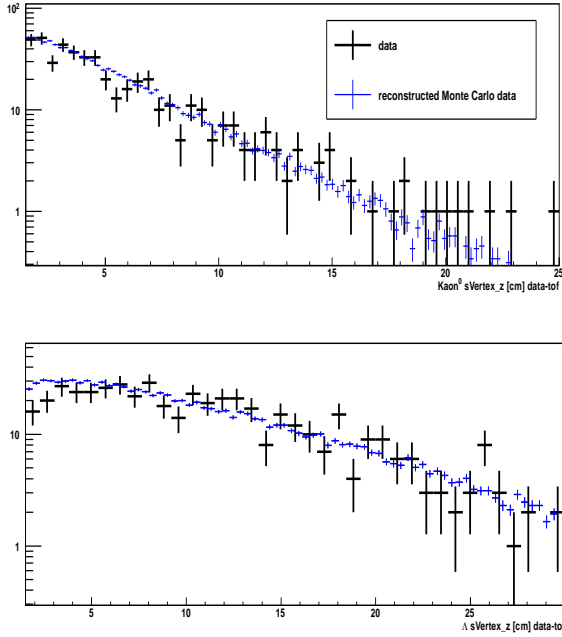 10²
data
reconstructed Monte Carlo data
10
1
5 10 15 20 25
Kaon⁰ sVertex_z [cm] data-tof
10
1
5 10 15 20 25
Λ sVertex_z [cm] data-to